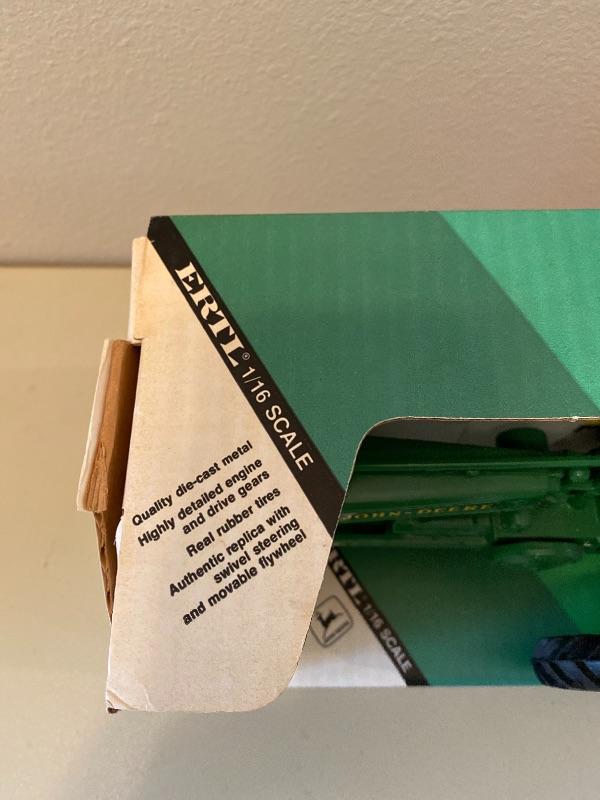 ERTL® 1/16 SCALE
Quality die-cast metal
Highly detailed engine
and drive gears
Real rubber tires
Authentic replica with
swivel steering
and movable flywheel
JOHN DEERE
ERTL 1/16 SCALE